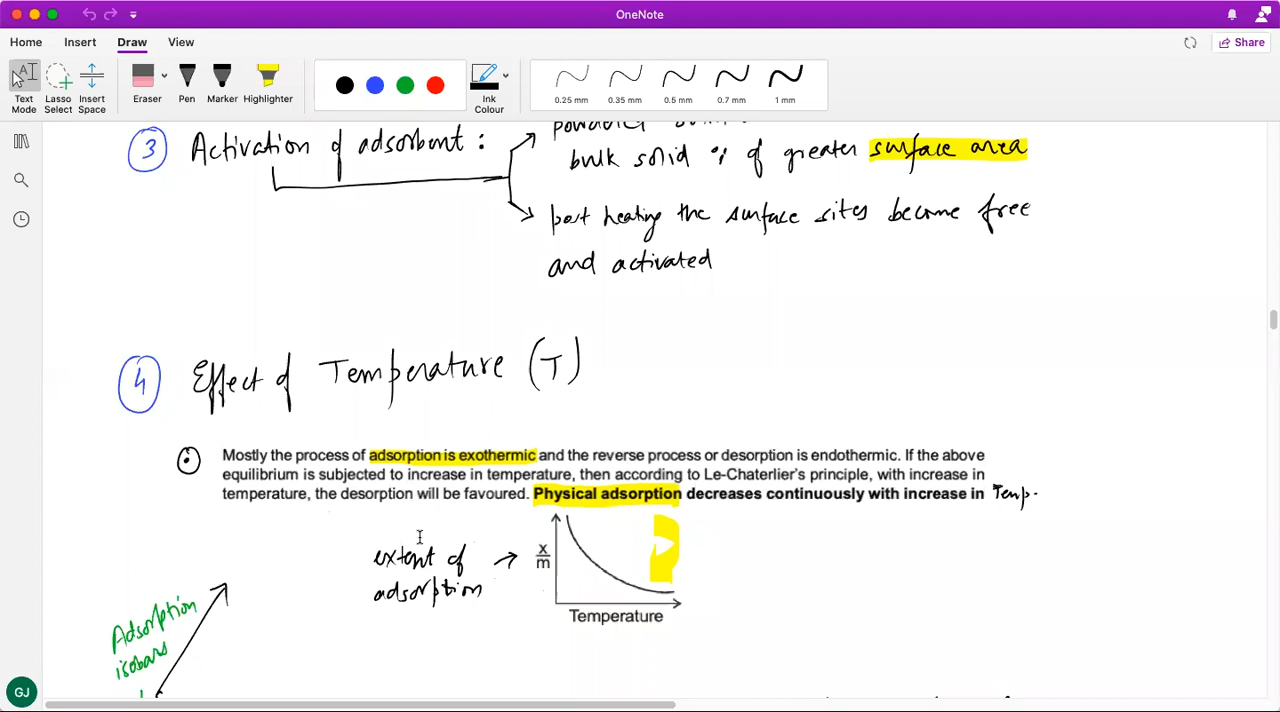 OneNote
Home Insert Draw View
Share
Text Mode
Lasso Select
Insert Space
Eraser
Pen
Marker
Highlighter
Ink Colour
0.25 mm
0.35 mm
0.5 mm
0.7 mm
1 mm
3 Activation of adsorbent :
bulk solid ∵ of greater surface area
post heating the surface sites become free
and activated
4 Effect of Temperature (T)
Mostly the process of adsorption is exothermic and the reverse process or desorption is endothermic. If the above
equilibrium is subjected to increase in temperature, then according to Le-Chaterlier's principle, with increase in
temperature, the desorption will be favoured. Physical adsorption decreases continuously with increase in Temp.
extent of
adsorption →
x
m
Temperature
Adsorption
isobars
GJ